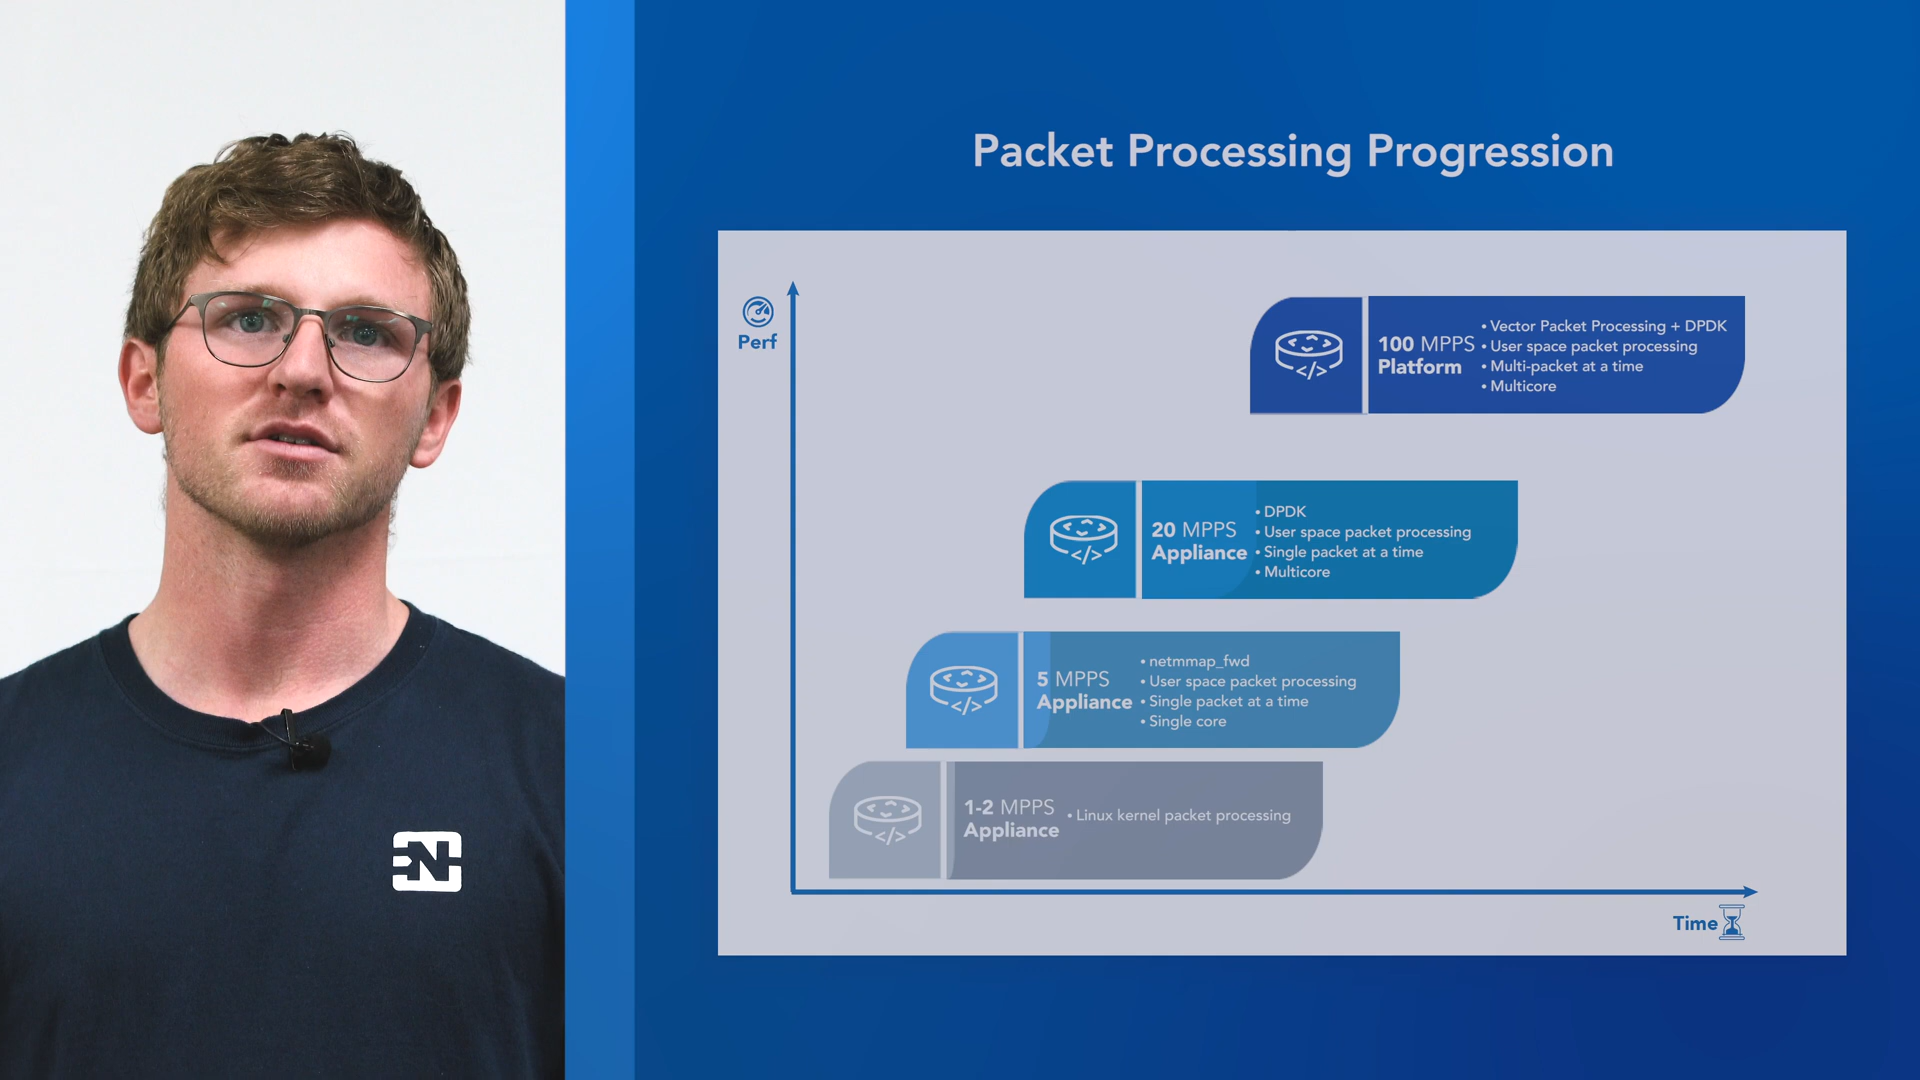 Packet Processing Progression
Perf
100 MPPS
Platform
• Vector Packet Processing + DPDK
• User space packet processing
• Multi-packet at a time
• Multicore
20 MPPS
Appliance
• DPDK
• User space packet processing
• Single packet at a time
• Multicore
5 MPPS
Appliance
• netmmap_fwd
• User space packet processing
• Single packet at a time
• Single core
1-2 MPPS
Appliance
• Linux kernel packet processing
Time
N